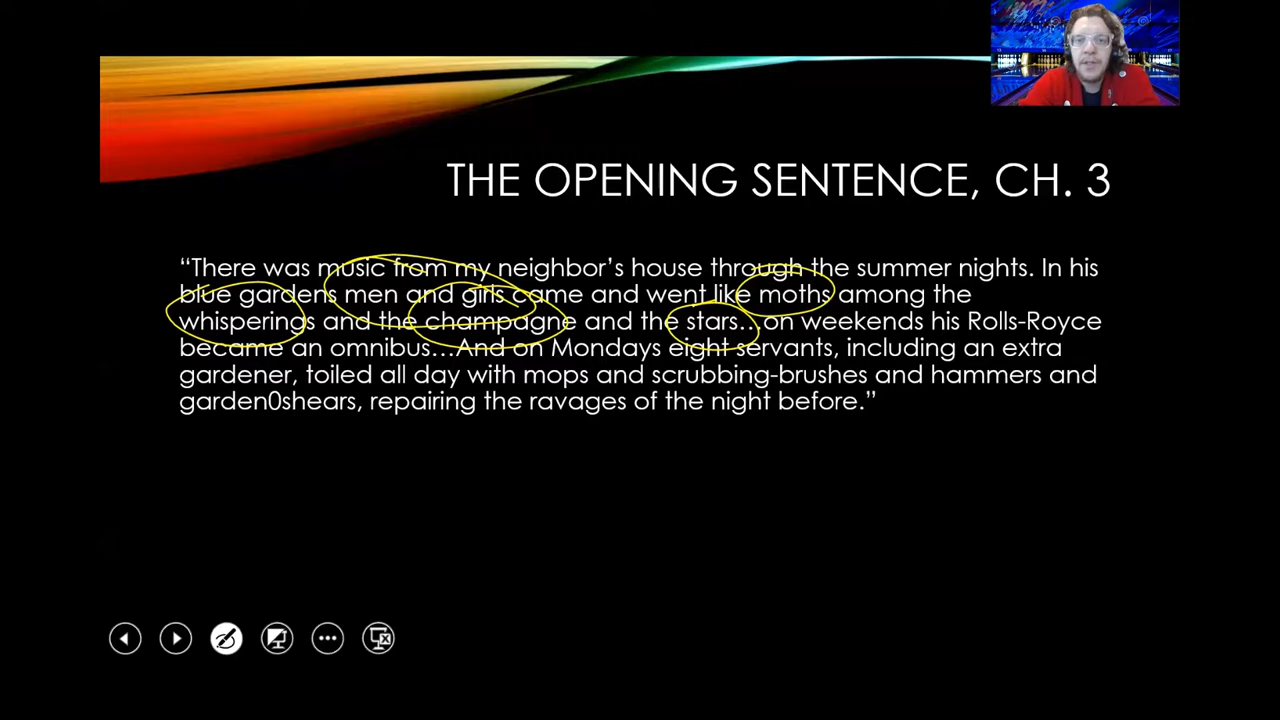 THE OPENING SENTENCE, CH. 3
“There was music from my neighbor’s house through the summer nights. In his
blue gardens men and girls came and went like moths among the
whisperings and the champagne and the stars…on weekends his Rolls-Royce
became an omnibus…And on Mondays eight servants, including an extra
gardener, toiled all day with mops and scrubbing-brushes and hammers and
garden0shears, repairing the ravages of the night before.”